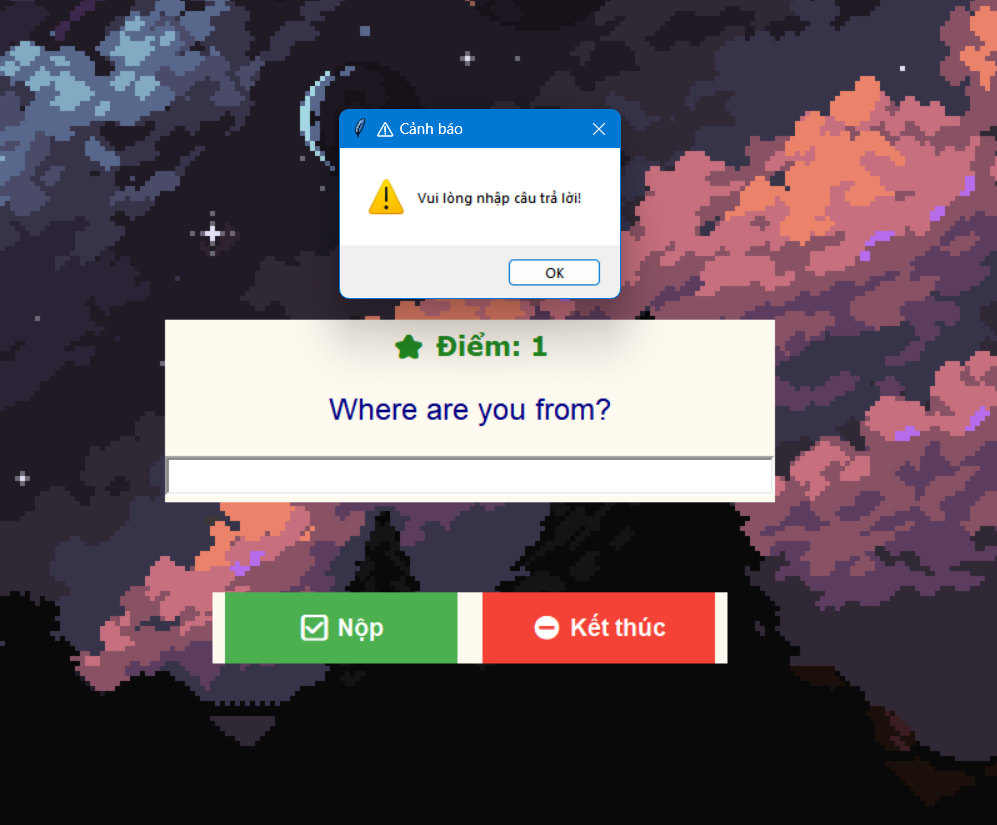 Cảnh báo
Vui lòng nhập câu trả lời!
OK
Điểm: 1
Where are you from?
Nộp
Kết thúc